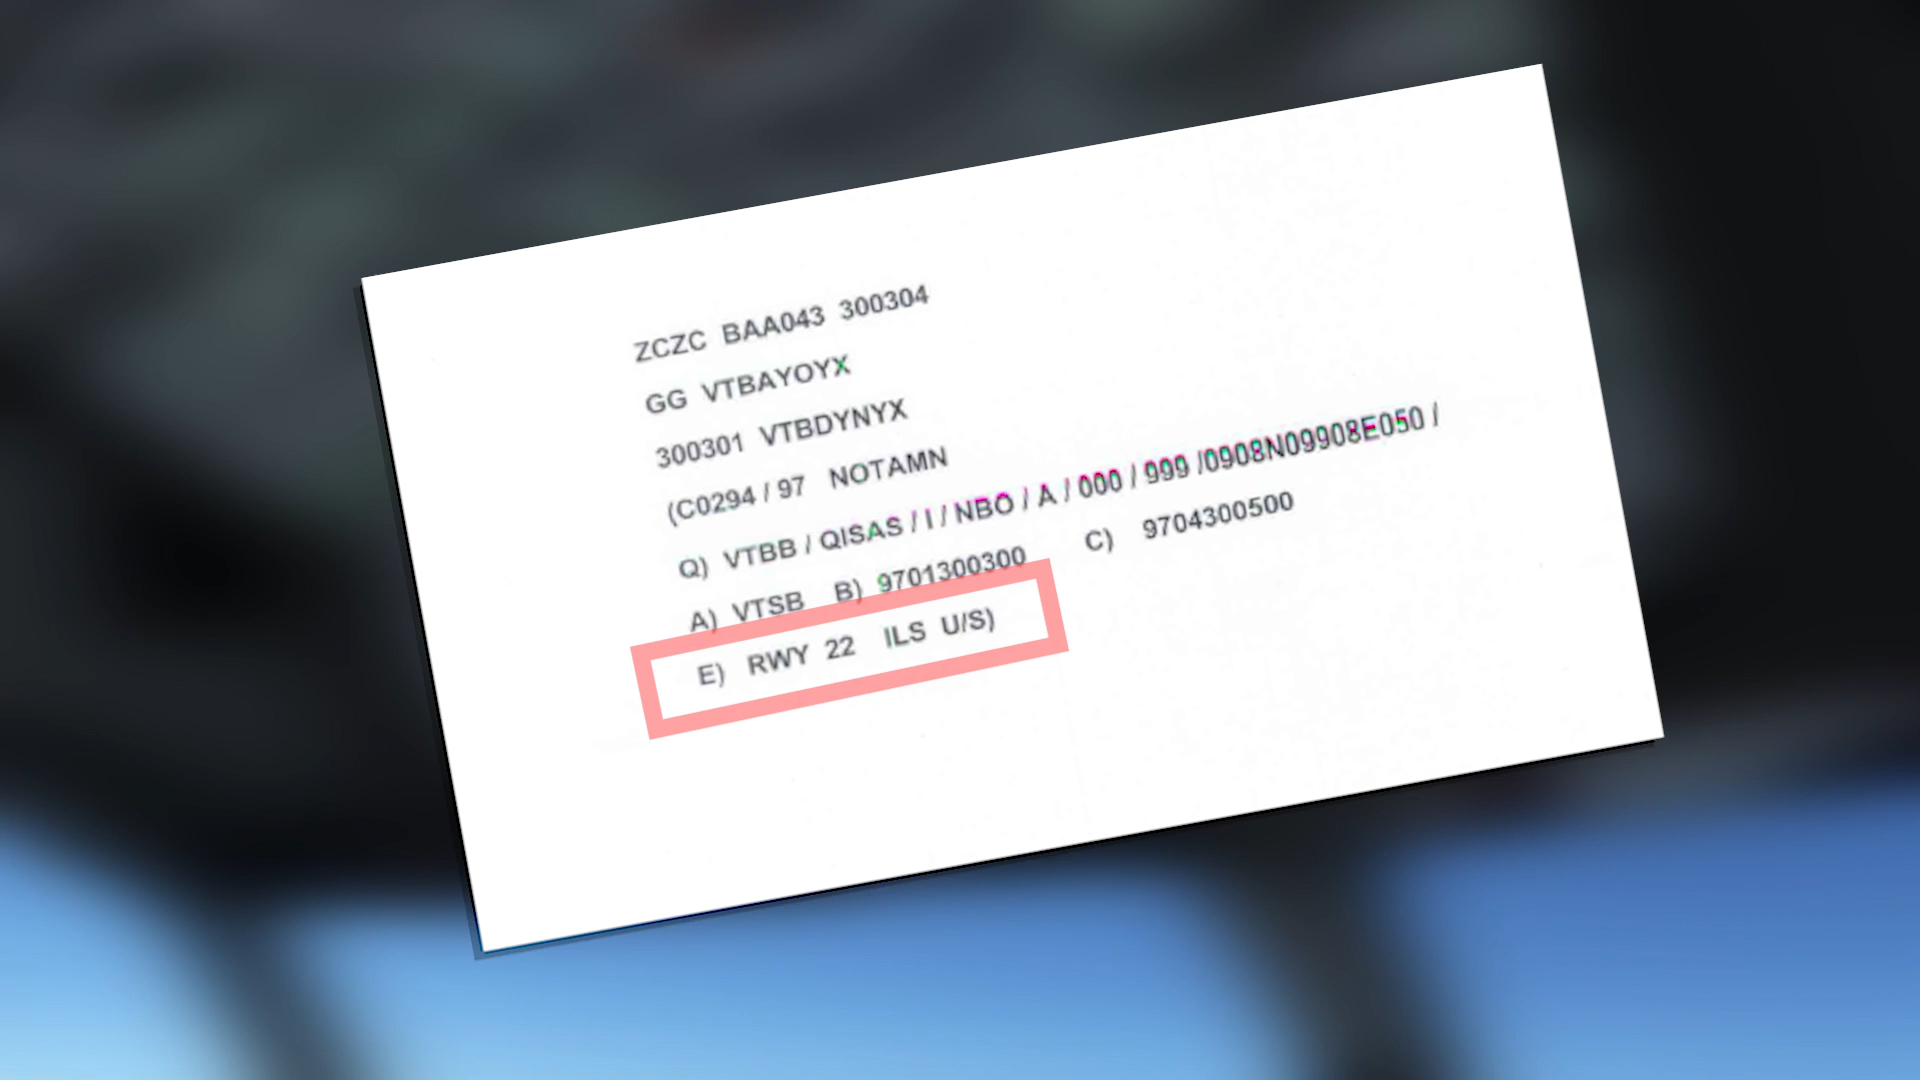 ZCZC BAA043 300304
GG VTBAYOYX
300301 VTBDYNYX
(C0294 / 97 NOTAMN
Q) VTBB / QISAS / I / NBO / A / 000 / 999 /0908N09908E050 /
A) VTSB B) 9701300300 C) 9704300500
E) RWY 22 ILS U/S)